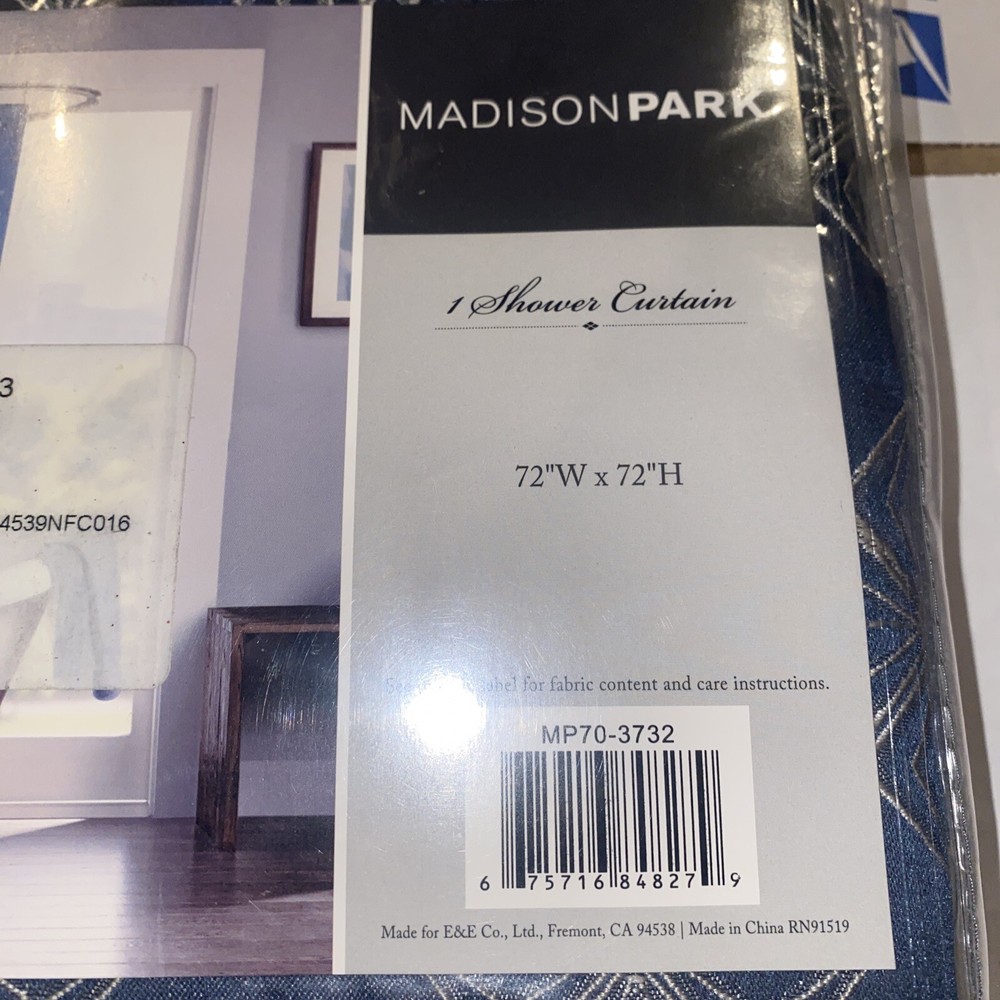 MADISONPARK
1 Shower Curtain
72"W x 72"H
3
4539NFC016
label for fabric content and care instructions.
MP70-3732
6 75716 84827 9
Made for E&E Co., Ltd., Fremont, CA 94538 | Made in China RN91519